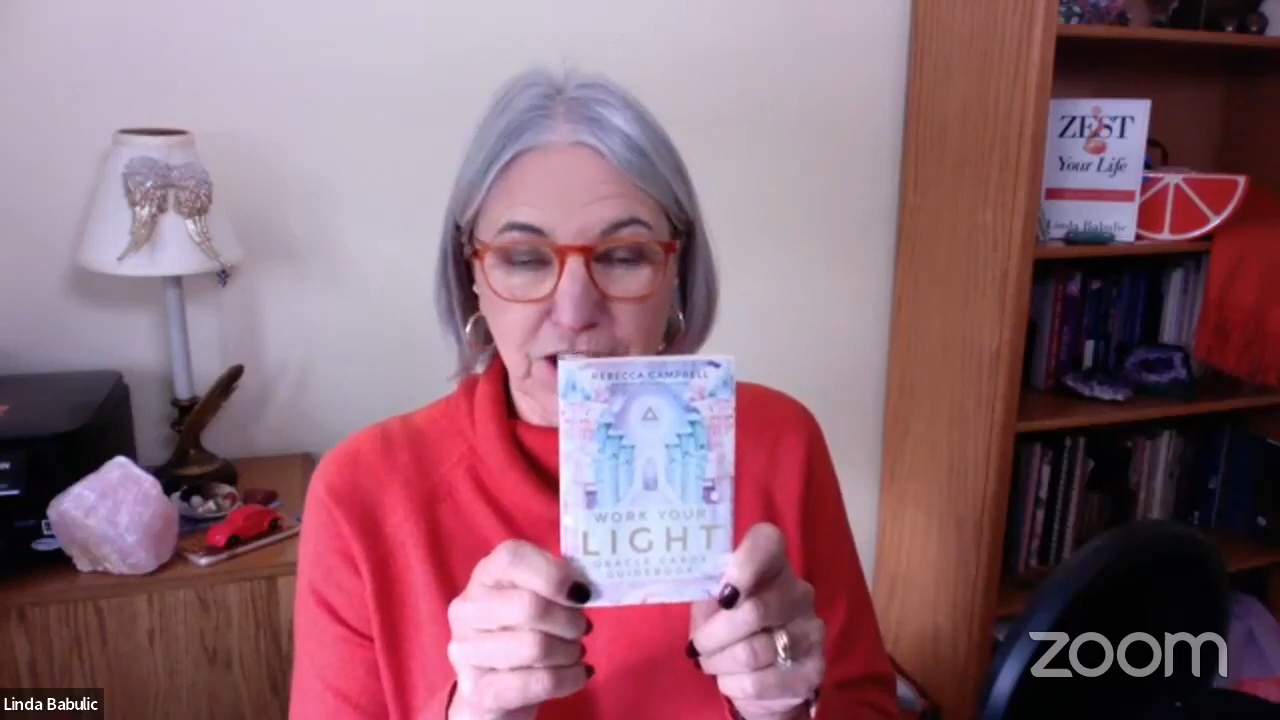 REBECCA CAMPBELL
WORK YOUR
LIGHT
ORACLE CARDS
GUIDEBOOK
ZEST
Your Life
Linda Babulic
zoom
Linda Babulic